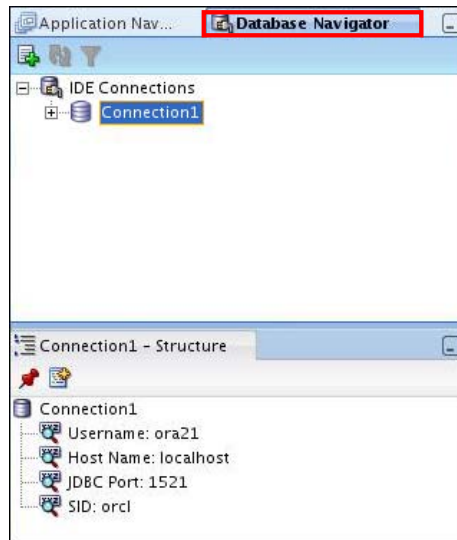 Application Nav...
Database Navigator
IDE Connections
Connection1
Connection1 - Structure
Connection1
Username: ora21
Host Name: localhost
JDBC Port: 1521
SID: orcl